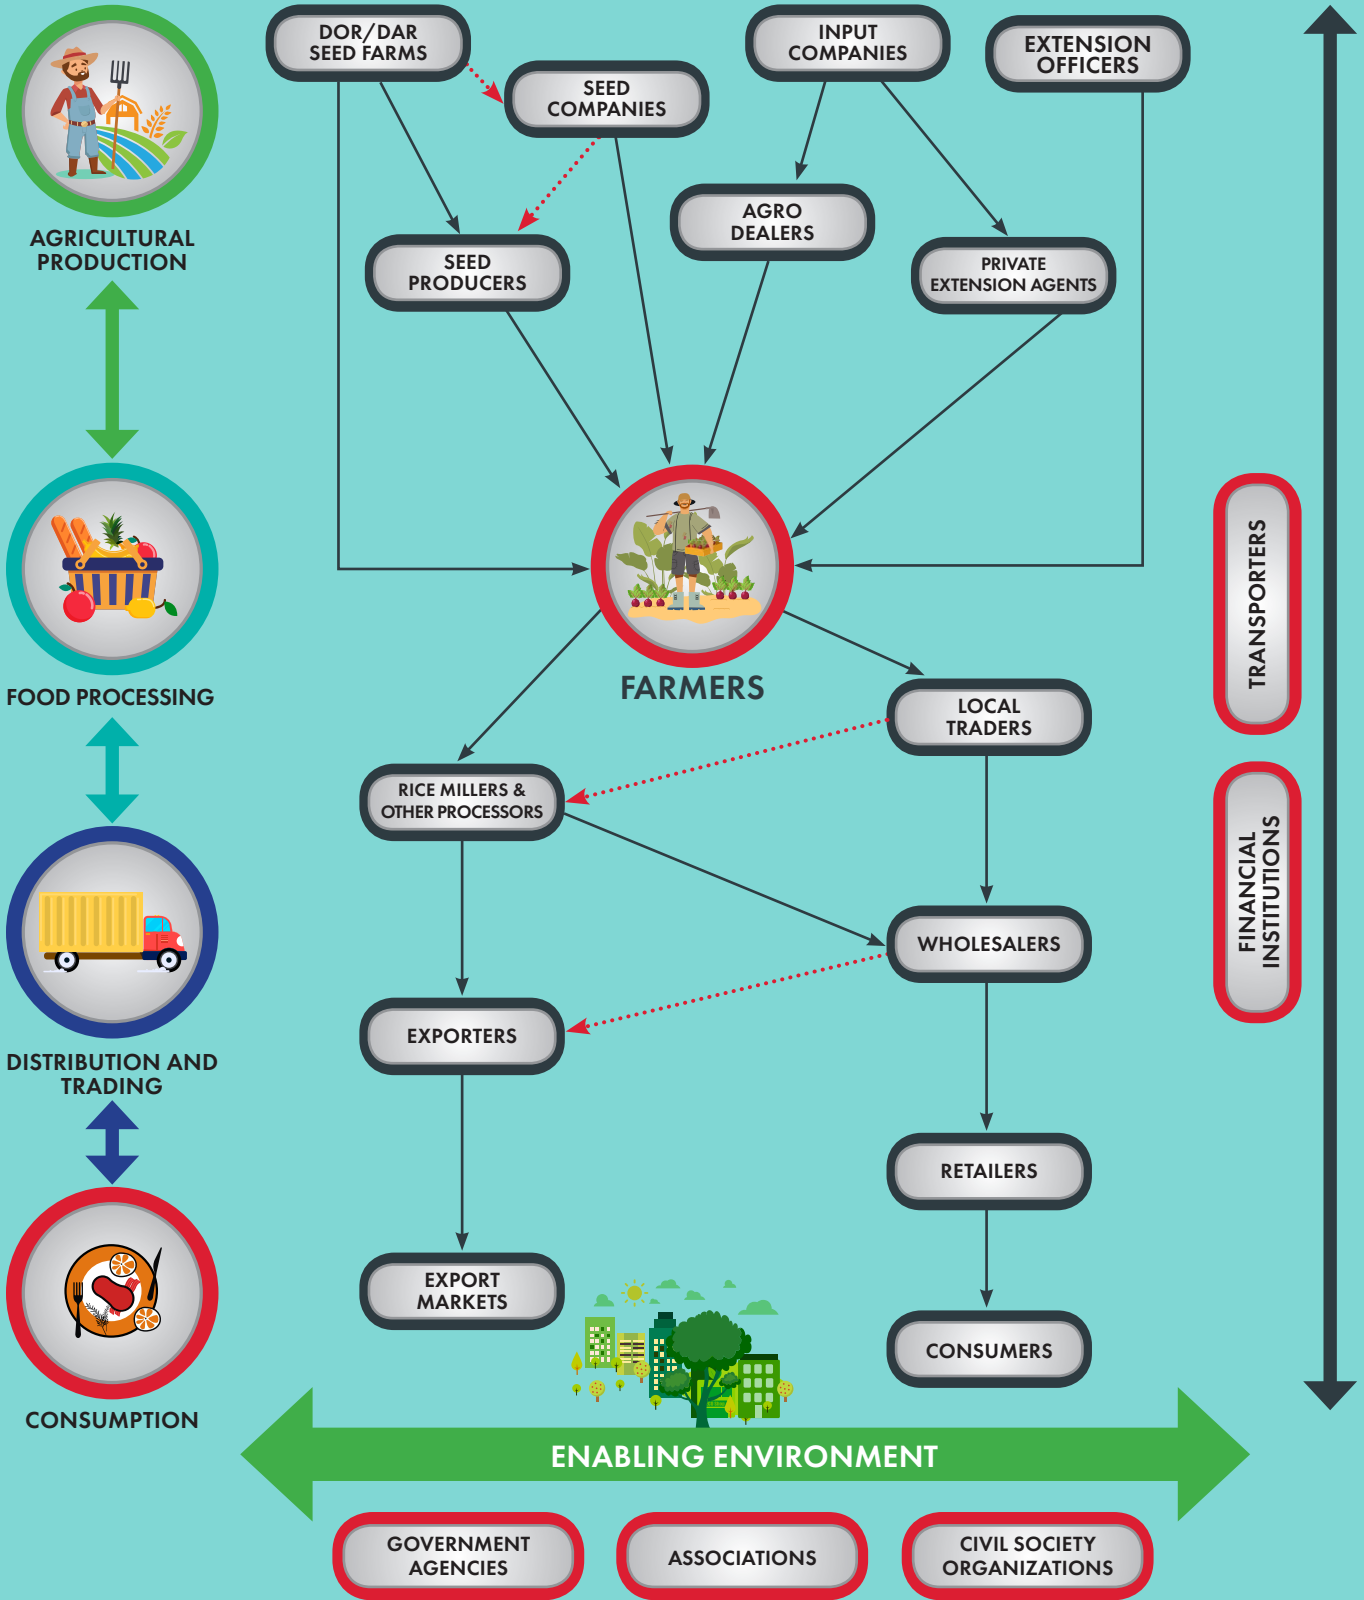 DOR/DAR
SEED FARMS
INPUT
COMPANIES
EXTENSION
OFFICERS
SEED
COMPANIES
AGRO
DEALERS
AGRICULTURAL
PRODUCTION
SEED
PRODUCERS
PRIVATE
EXTENSION AGENTS
FARMERS
FOOD PROCESSING
LOCAL
TRADERS
TRANSPORTERS
RICE MILLERS &
OTHER PROCESSORS
FINANCIAL
INSTITUTIONS
WHOLESALERS
EXPORTERS
DISTRIBUTION AND
TRADING
RETAILERS
EXPORT
MARKETS
CONSUMERS
CONSUMPTION
ENABLING ENVIRONMENT
GOVERNMENT
AGENCIES
ASSOCIATIONS
CIVIL SOCIETY
ORGANIZATIONS